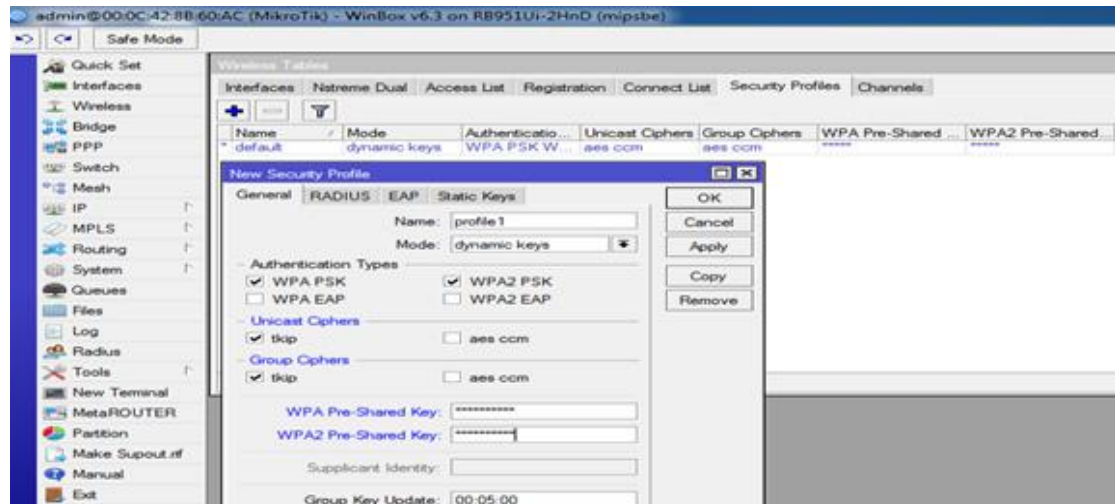 admin@00:0C:42:8B:60:AC (MikroTik) - WinBox v6.3 on RB951Ui-2HnD (mipsbe)
Safe Mode
Quick Set
Interfaces
Wireless
Bridge
PPP
Switch
Mesh
IP
MPLS
Routing
System
Queues
Files
Log
Radius
Tools
New Terminal
MetaROUTER
Partition
Make Supout.rif
Manual
Exit
Wireless Tables
Interfaces Nstreme Dual Access List Registration Connect List Security Profiles Channels
Name / Mode Authenticatio... Unicast Ciphers Group Ciphers WPA Pre-Shared ... WPA2 Pre-Shared...
* default dynamic keys WPA PSK W... aes ccm aes ccm ***** *****
New Security Profile
General RADIUS EAP Static Keys
Name: profile1
Mode: dynamic keys
Authentication Types
WPA PSK WPA2 PSK
WPA EAP WPA2 EAP
Unicast Ciphers
tkip aes ccm
Group Ciphers
tkip aes ccm
WPA Pre-Shared Key: **********
WPA2 Pre-Shared Key: **********
Supplicant Identity:
Group Key Update: 00:05:00
OK
Cancel
Apply
Copy
Remove